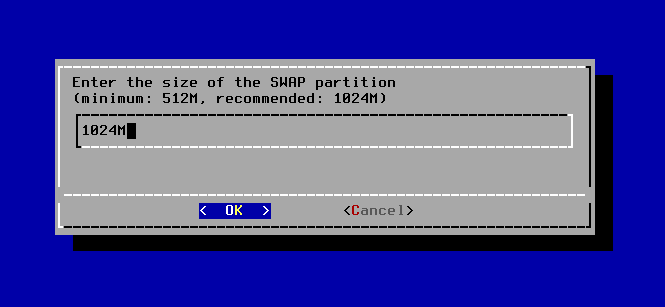 Enter the size of the SWAP partition
(minimum: 512M, recommended: 1024M)
1024M
<  OK  > <Cancel>